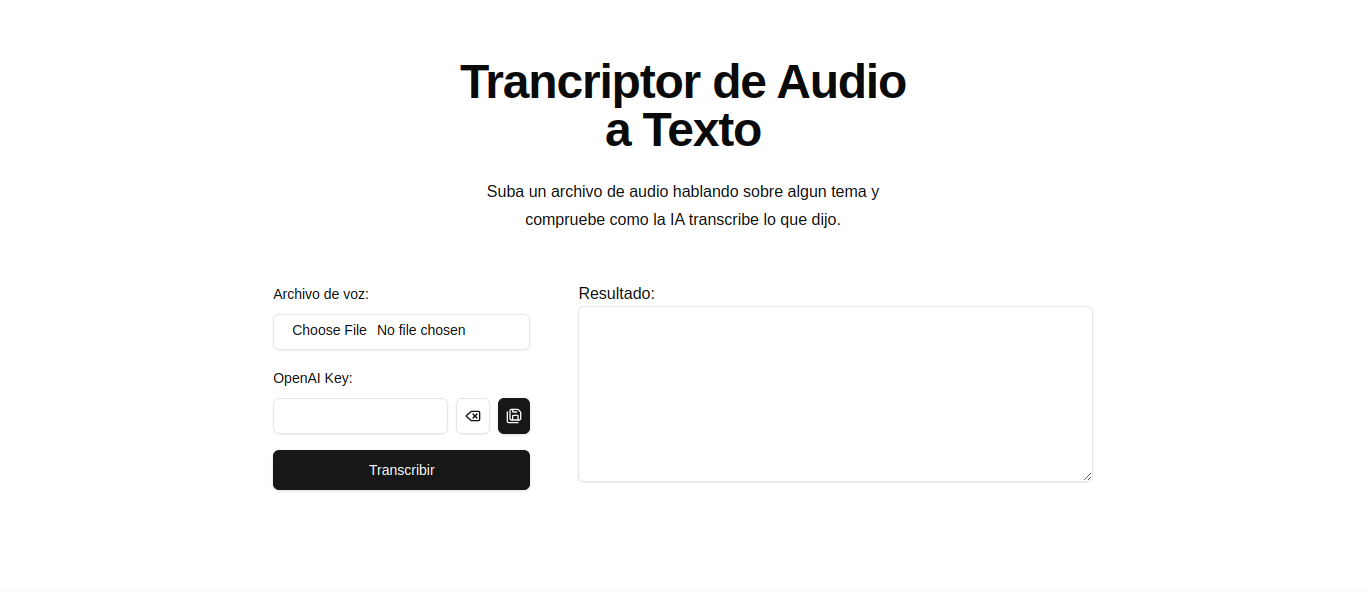 Trancriptor de Audio
a Texto
Suba un archivo de audio hablando sobre algun tema y
compruebe como la IA transcribe lo que dijo.
Archivo de voz:
Choose File No file chosen
OpenAI Key:
Transcribir
Resultado: